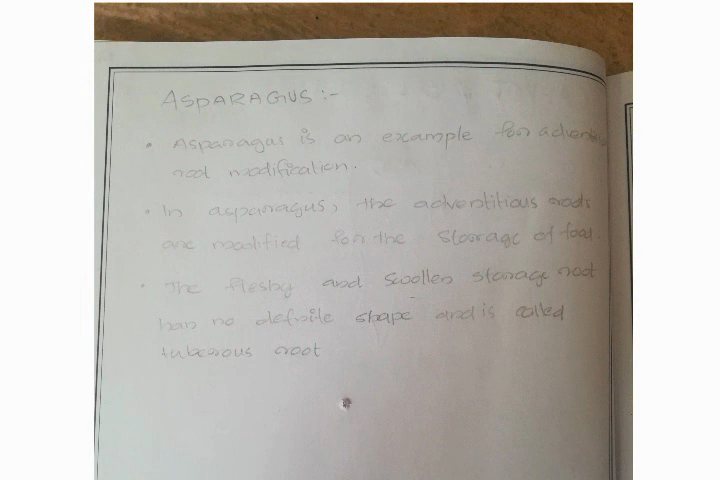 ASPARAGUS :-
• Asparagus is an example for adventi
root modification.
• In asparagus, the adventitious roots
are modified for the storage of food.
• The fleshy and swollen storage root
has no definite shape and is called
tuberous root